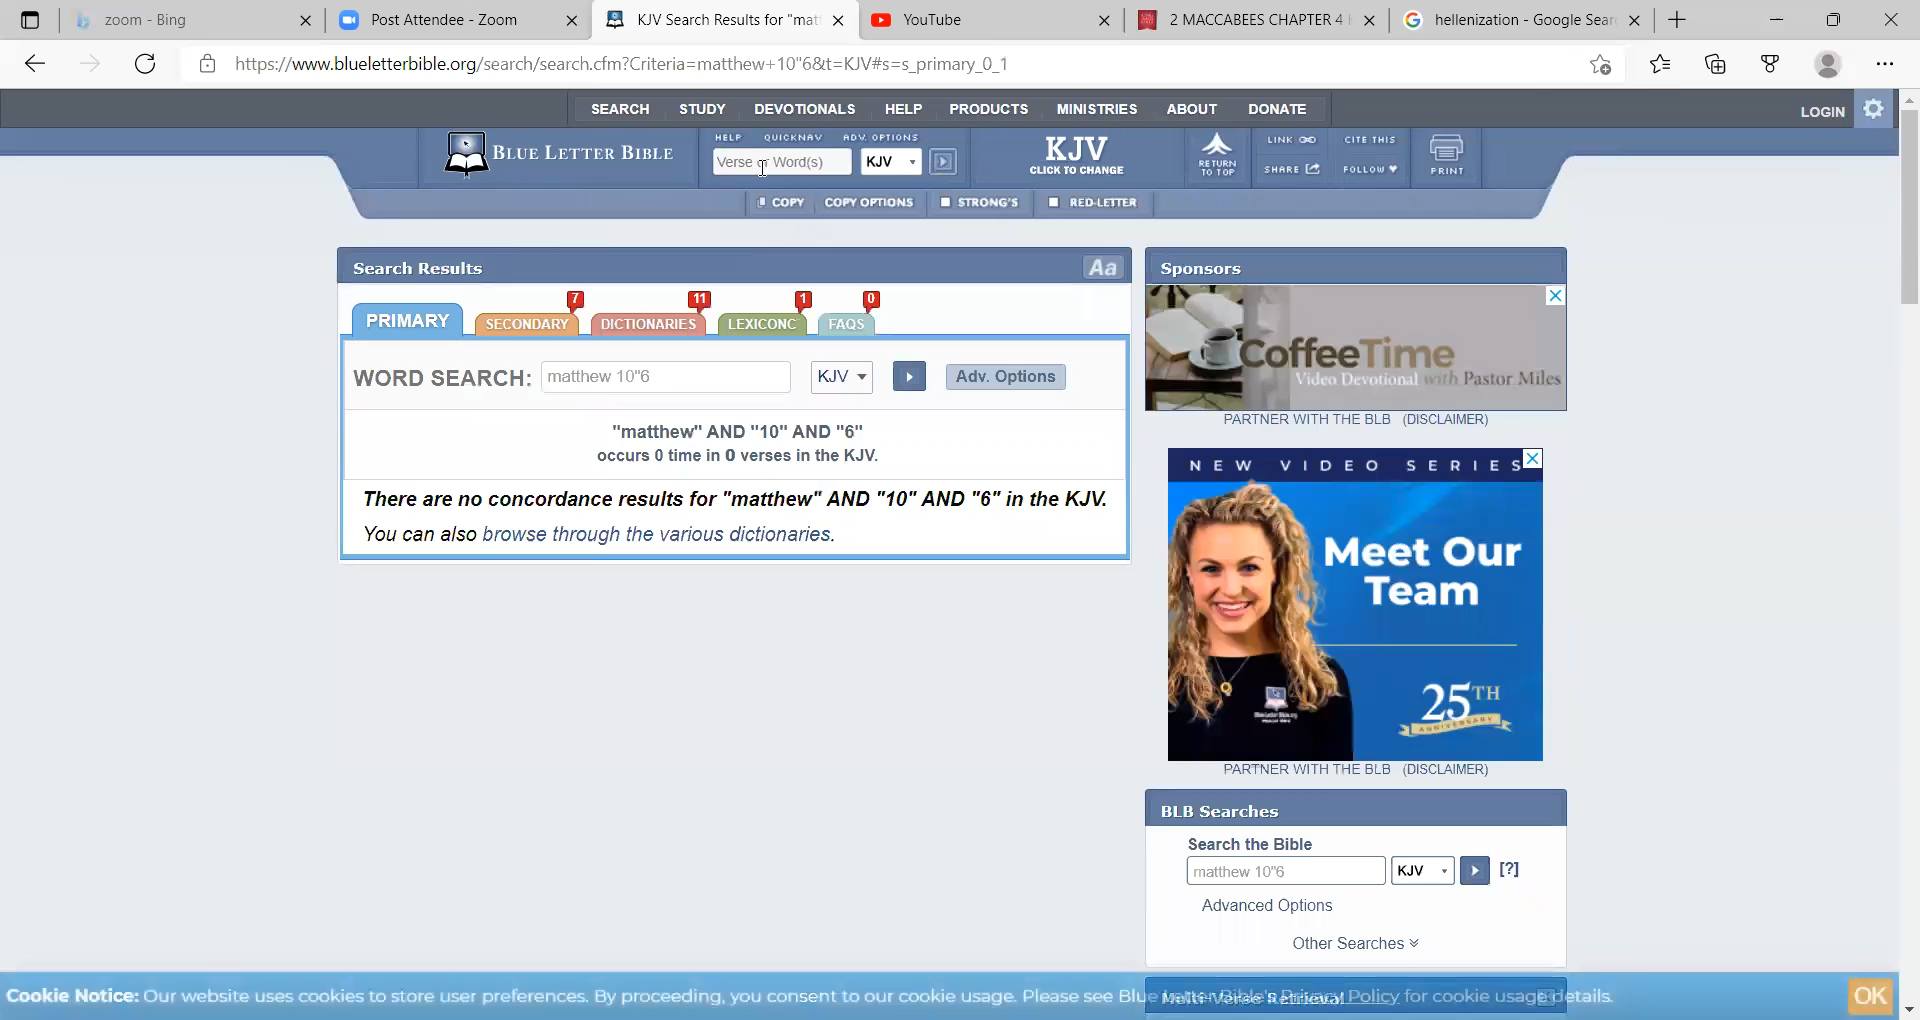 zoom - Bing
Post Attendee - Zoom
KJV Search Results for "mat
YouTube
2 MACCABEES CHAPTER 4
hellenization - Google Sear
https://www.blueletterbible.org/search/search.cfm?Criteria=matthew+10"6&t=KJV#s=s_primary_0_1
SEARCH STUDY DEVOTIONALS HELP PRODUCTS MINISTRIES ABOUT DONATE
LOGIN
BLUE LETTER BIBLE
HELP QUICKNAV ADV. OPTIONS
Verse or Word(s)
KJV
KJV
CLICK TO CHANGE
RETURN
TO TOP
LINK CITE THIS
SHARE FOLLOW
PRINT
COPY COPY OPTIONS STRONG'S RED-LETTER
Search Results
Aa
7 11 1 0
PRIMARY SECONDARY DICTIONARIES LEXICONC FAQS
WORD SEARCH: matthew 10"6 KJV Adv. Options
"matthew" AND "10" AND "6"
occurs 0 time in 0 verses in the KJV.
There are no concordance results for "matthew" AND "10" AND "6" in the KJV.
You can also browse through the various dictionaries.
Sponsors
CoffeeTime
Video Devotional with Pastor Miles
PARTNER WITH THE BLB (DISCLAIMER)
NEW VIDEO SERIES
Meet Our
Team
25TH
ANNIVERSARY
PARTNER WITH THE BLB (DISCLAIMER)
BLB Searches
Search the Bible
matthew 10"6 KJV [?]
Advanced Options
Other Searches
Multi-Verse Retrieval
Cookie Notice: Our website uses cookies to store user preferences. By proceeding, you consent to our cookie usage. Please see Blue Letter Bible's Privacy Policy for cookie usage details.
OK